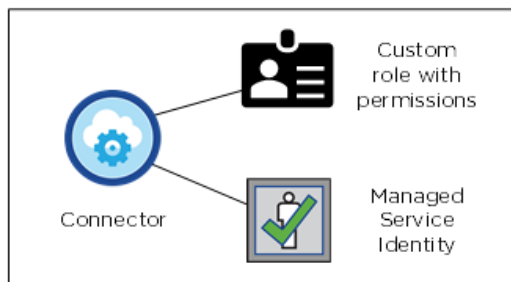 Custom
role with
permissions
Connector
Managed
Service
Identity